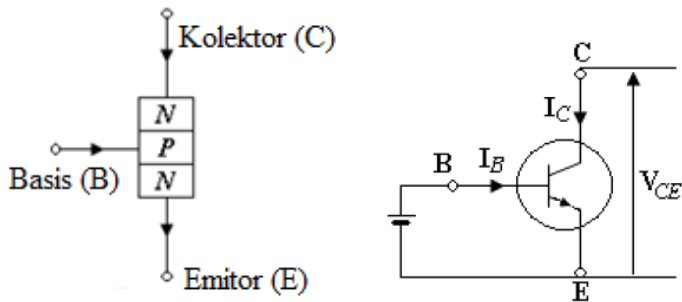 Kolektor (C)
N
P
N
Basis (B)
Emitor (E)
C
I_C
B
I_B
V_CE
E